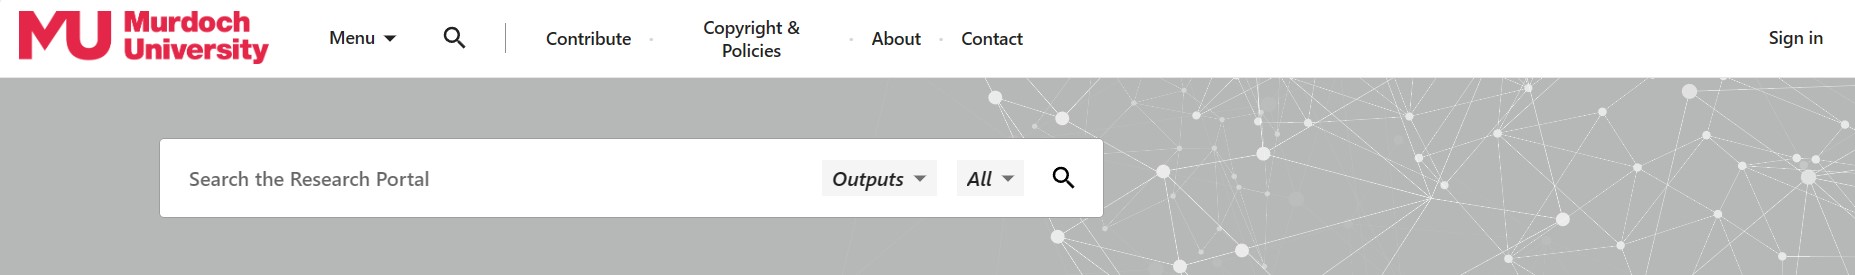 MU Murdoch
University
Menu
Contribute
Copyright &
Policies
About
Contact
Sign in
Search the Research Portal
Outputs
All